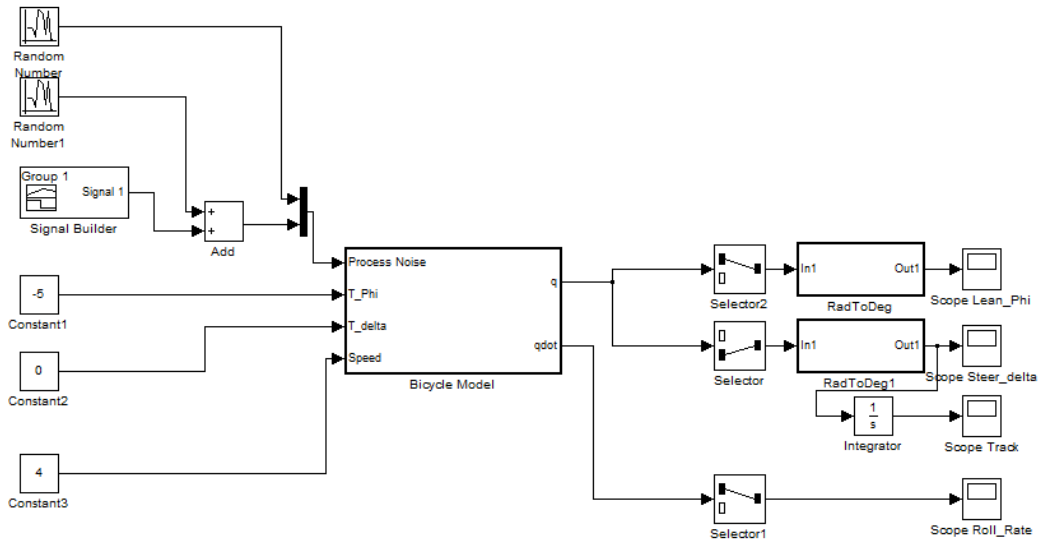 Random
Number
Random
Number1
Group 1
Signal 1
Signal Builder
+
+
Add
-5
Constant1
0
Constant2
4
Constant3
Process Noise
T_Phi
T_delta
Speed
q
qdot
Bicycle Model
Selector2
In1
Out1
RadToDeg
Scope Lean_Phi
Selector
In1
Out1
RadToDeg1
Scope Steer_delta
1
s
Integrator
Scope Track
Selector1
Scope Roll_Rate